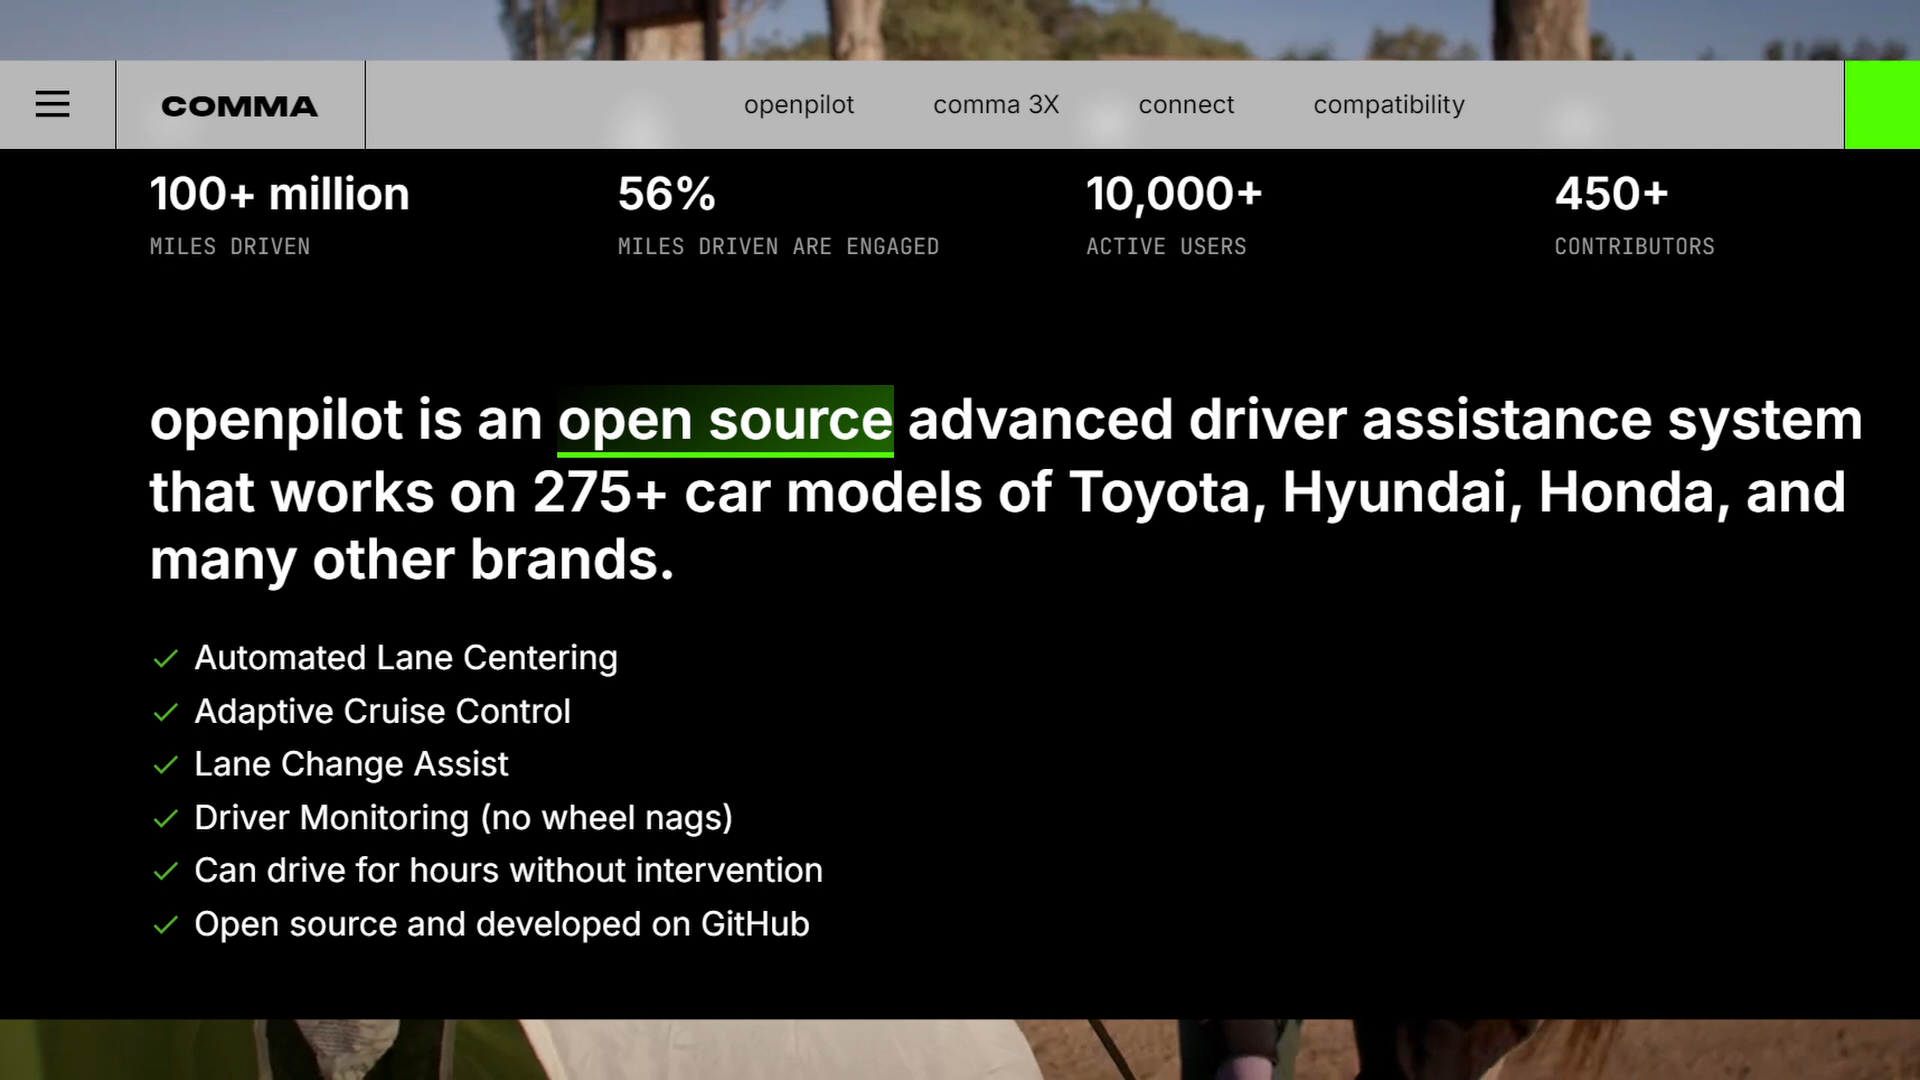 COMMA
openpilot
comma 3X
connect
compatibility
100+ million
MILES DRIVEN
56%
MILES DRIVEN ARE ENGAGED
10,000+
ACTIVE USERS
450+
CONTRIBUTORS
openpilot is an open source advanced driver assistance system
that works on 275+ car models of Toyota, Hyundai, Honda, and
many other brands.
Automated Lane Centering
Adaptive Cruise Control
Lane Change Assist
Driver Monitoring (no wheel nags)
Can drive for hours without intervention
Open source and developed on GitHub